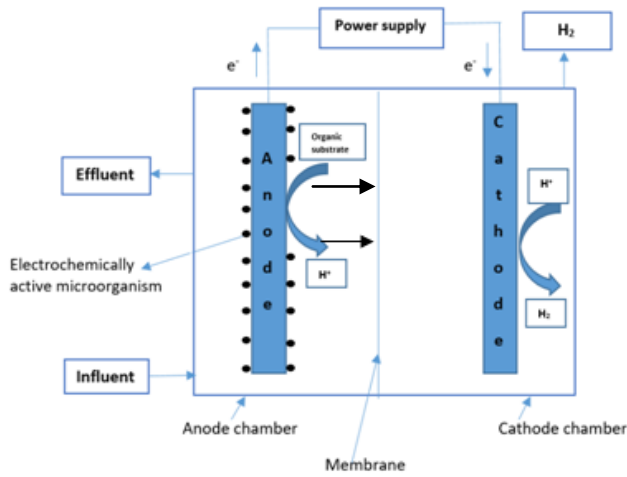 Power supply
H₂
e⁻
e⁻
Organic
substrate
A
n
o
d
e
C
a
t
h
o
d
e
Effluent
H⁺
H⁺
Electrochemically
active microorganism
H₂
Influent
Anode chamber
Cathode chamber
Membrane